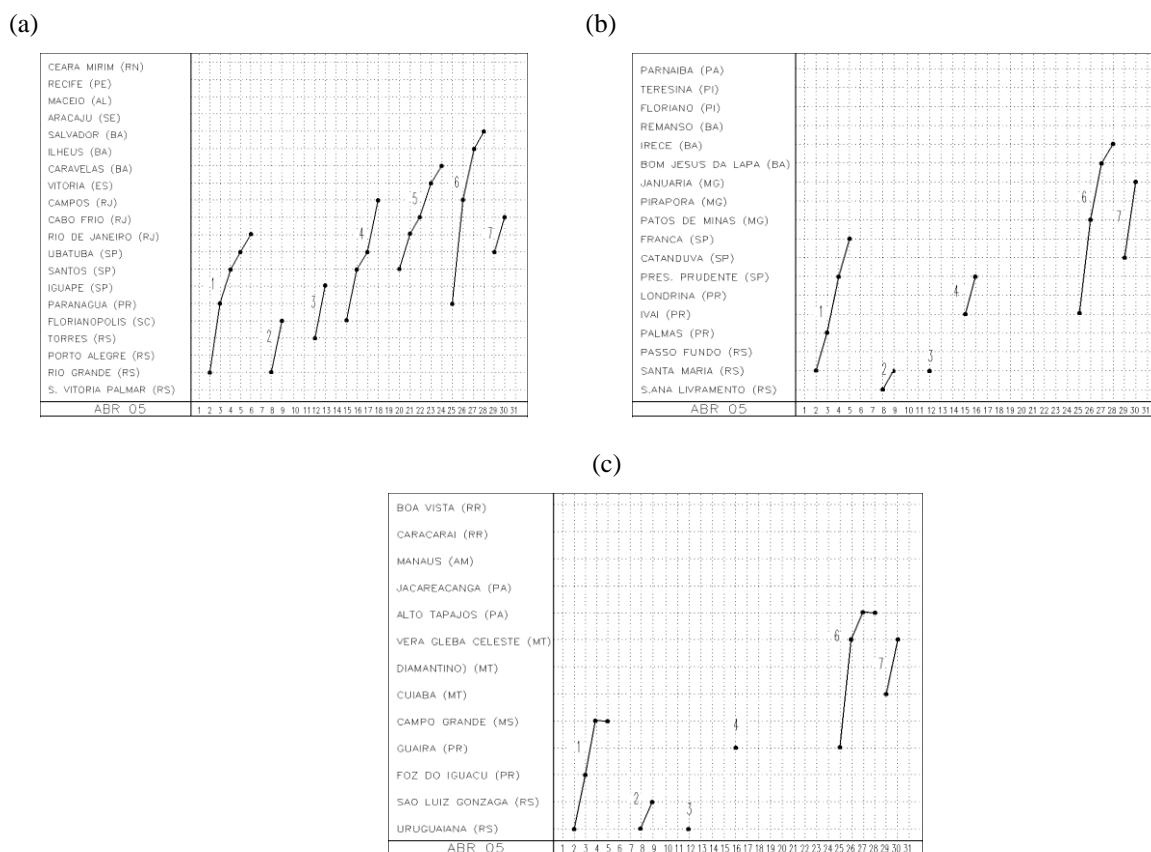 (a)
CEARA MIRIM (RN)
RECIFE (PE)
MACEIO (AL)
ARACAJU (SE)
SALVADOR (BA)
ILHEUS (BA)
CARAVELAS (BA)
VITORIA (ES)
CAMPOS (RJ)
CABO FRIO (RJ)
RIO DE JANEIRO (RJ)
UBATUBA (SP)
SANTOS (SP)
IGUAPE (SP)
PARANAGUA (PR)
FLORIANOPOLIS (SC)
TORRES (RS)
PORTO ALEGRE (RS)
RIO GRANDE (RS)
S. VITORIA PALMAR (RS)
1
2
3
4
5
6
7
ABR 05
1 2 3 4 5 6 7 8 9 10 11 12 13 14 15 16 17 18 19 20 21 22 23 24 25 26 27 28 29 30 31
(b)
PARNAIBA (PA)
TERESINA (PI)
FLORIANO (PI)
REMANSO (BA)
IRECE (BA)
BOM JESUS DA LAPA (BA)
JANUARIA (MG)
PIRAPORA (MG)
PATOS DE MINAS (MG)
FRANCA (SP)
CATANDUVA (SP)
PRES. PRUDENTE (SP)
LONDRINA (PR)
IVAI (PR)
PALMAS (PR)
PASSO FUNDO (RS)
SANTA MARIA (RS)
S.ANA LIVRAMENTO (RS)
1
2
3
4
6
7
ABR 05
1 2 3 4 5 6 7 8 9 10 11 12 13 14 15 16 17 18 19 20 21 22 23 24 25 26 27 28 29 30 31
(c)
BOA VISTA (RR)
CARACARAI (RR)
MANAUS (AM)
JACAREACANGA (PA)
ALTO TAPAJOS (PA)
VERA GLEBA CELESTE (MT)
DIAMANTINO) (MT)
CUIABA (MT)
CAMPO GRANDE (MS)
GUAIRA (PR)
FOZ DO IGUACU (PR)
SAO LUIZ GONZAGA (RS)
URUGUAIANA (RS)
1
2
3
4
6
7
ABR 05
1 2 3 4 5 6 7 8 9 10 11 12 13 14 15 16 17 18 19 20 21 22 23 24 25 26 27 28 29 30 31